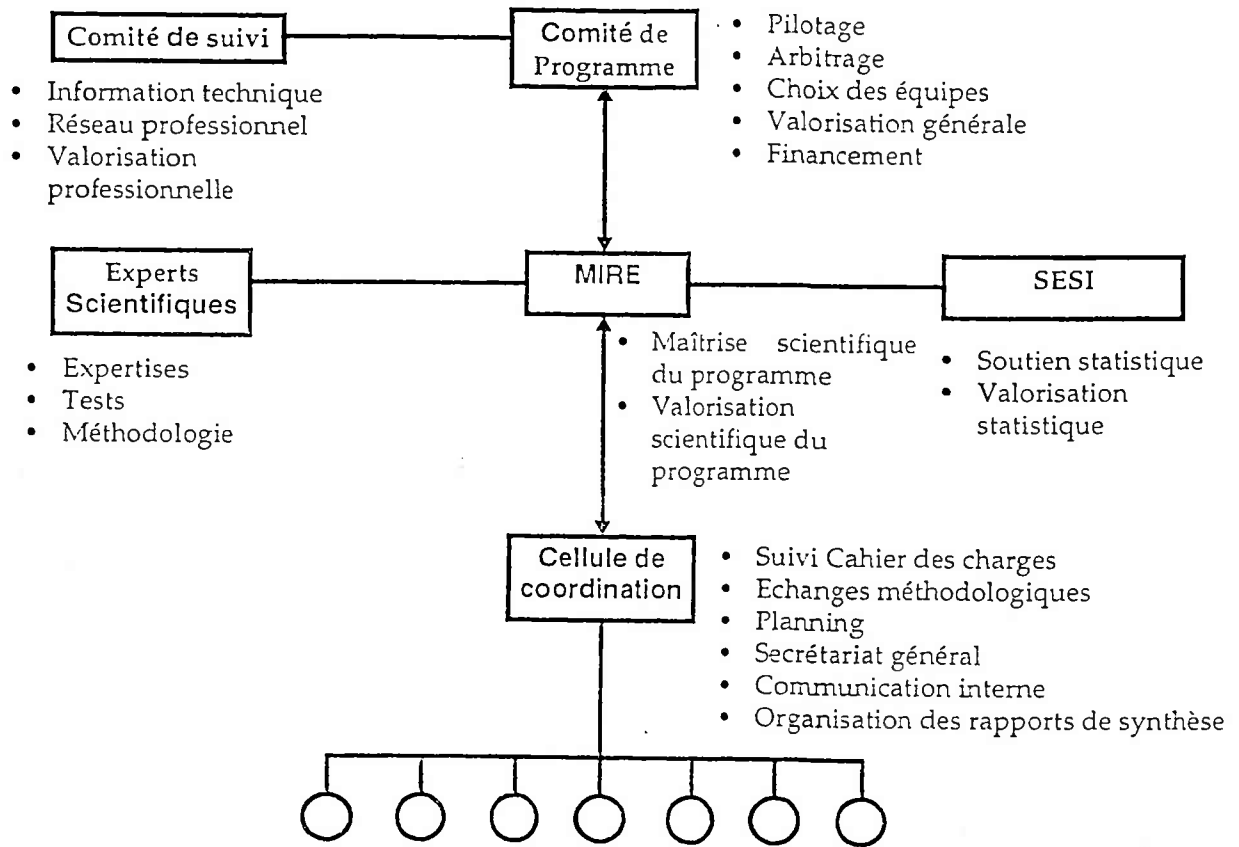 Comité de suivi
• Information technique
• Réseau professionnel
• Valorisation
professionnelle
Comité de
Programme
• Pilotage
• Arbitrage
• Choix des équipes
• Valorisation générale
• Financement
Experts
Scientifiques
• Expertises
• Tests
• Méthodologie
MIRE
• Maîtrise scientifique
du programme
• Valorisation
scientifique du
programme
SESI
• Soutien statistique
• Valorisation
statistique
Cellule de
coordination
• Suivi Cahier des charges
• Echanges méthodologiques
• Planning
• Secrétariat général
• Communication interne
• Organisation des rapports de synthèse